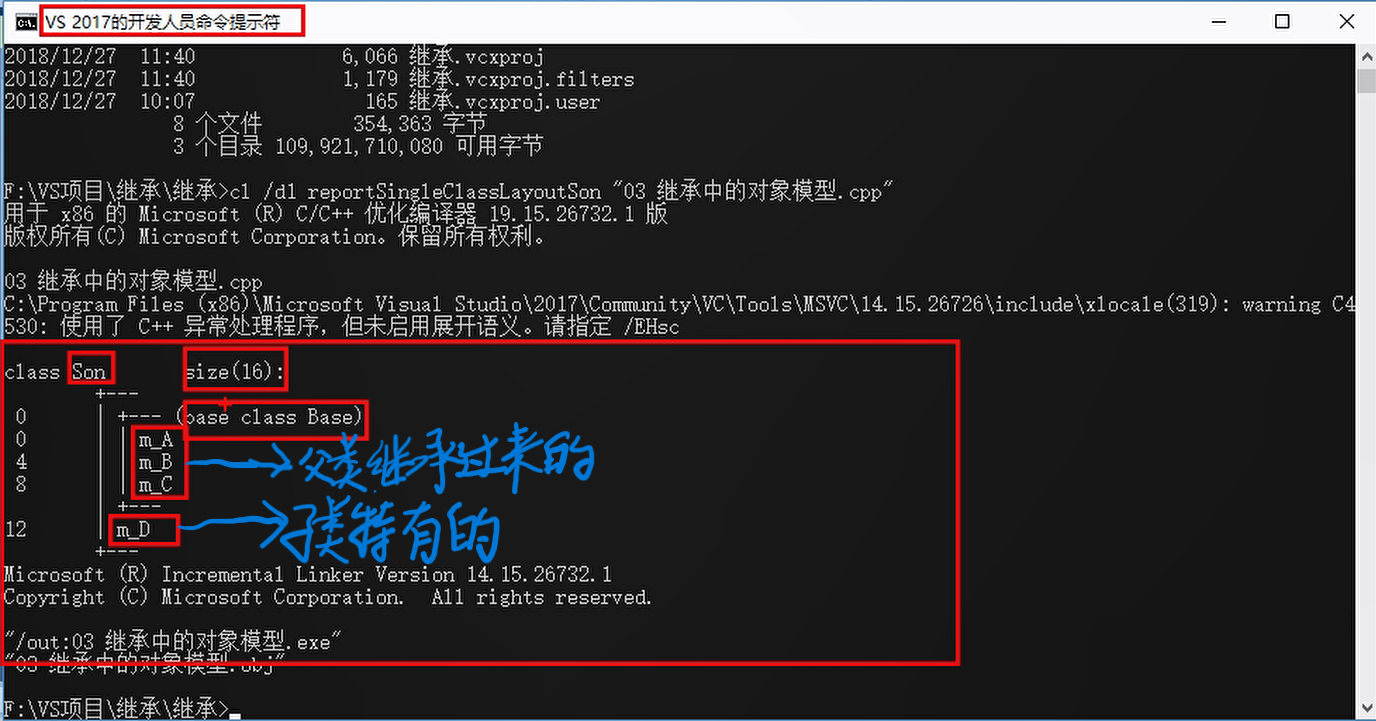 VS 2017的开发人员命令提示符
2018/12/27  11:40             6,066 继承.vcxproj
2018/12/27  11:40             1,179 继承.vcxproj.filters
2018/12/27  10:07               165 继承.vcxproj.user
8 个文件        354,363 字节
3 个目录 109,921,710,080 可用字节
F:\VS项目\继承\继承>cl /d1 reportSingleClassLayoutSon "03 继承中的对象模型.cpp"
用于 x86 的 Microsoft (R) C/C++ 优化编译器 19.15.26732.1 版
版权所有(C) Microsoft Corporation。保留所有权利。
03 继承中的对象模型.cpp
C:\Program Files (x86)\Microsoft Visual Studio\2017\Community\VC\Tools\MSVC\14.15.26726\include\xlocale(319): warning C4
530: 使用了 C++ 异常处理程序，但未启用展开语义。请指定 /EHsc
class Son       size(16):
+---
0      | +--- (base class Base)
0      | | m_A
4      | | m_B 父类继承过来的
8      | | m_C
| +---
12      | m_D 子类特有的
+---
Microsoft (R) Incremental Linker Version 14.15.26732.1
Copyright (C) Microsoft Corporation.  All rights reserved.
"/out:03 继承中的对象模型.exe"
"03 继承中的对象模型.obj"
F:\VS项目\继承\继承>_